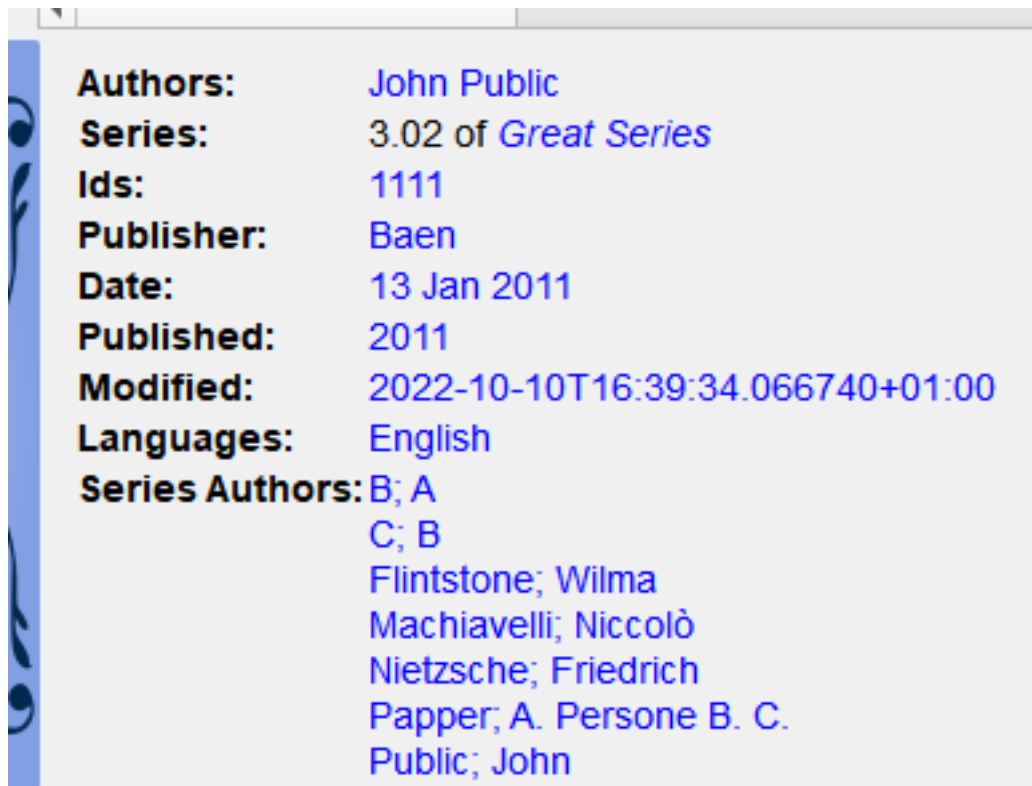 Authors: John Public
Series: 3.02 of Great Series
Ids: 1111
Publisher: Baen
Date: 13 Jan 2011
Published: 2011
Modified: 2022-10-10T16:39:34.066740+01:00
Languages: English
Series Authors: B; A
C; B
Flintstone; Wilma
Machiavelli; Niccolò
Nietzsche; Friedrich
Papper; A. Persone B. C.
Public; John